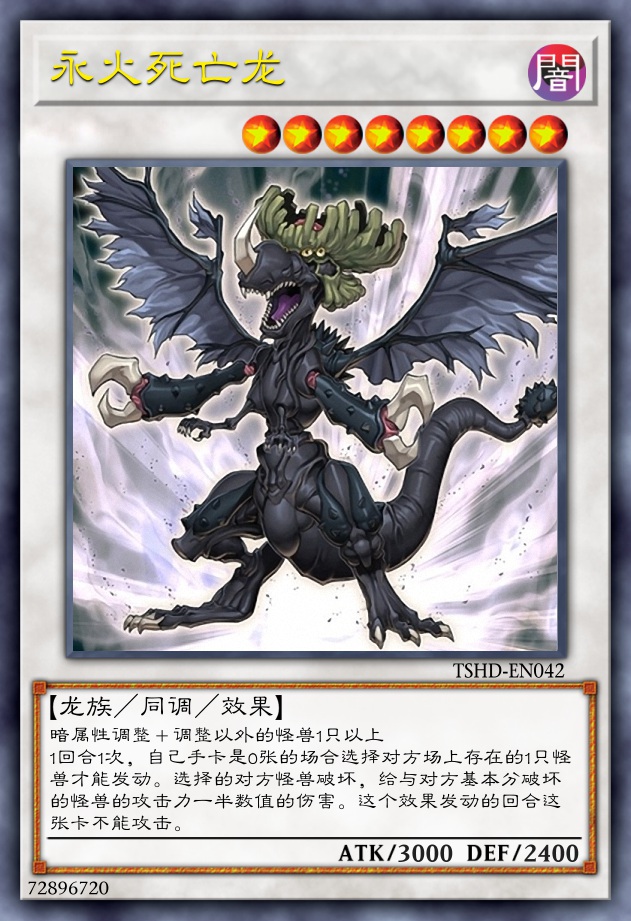 永火死亡龙
闇
TSHD-EN042
【龙族／同调／效果】
暗属性调整＋调整以外的怪兽1只以上
1回合1次，自己手卡是0张的场合选择对方场上存在的1只怪
兽才能发动。选择的对方怪兽破坏，给与对方基本分破坏
的怪兽的攻击力一半数值的伤害。这个效果发动的回合这
张卡不能攻击。
ATK/3000 DEF/2400
72896720